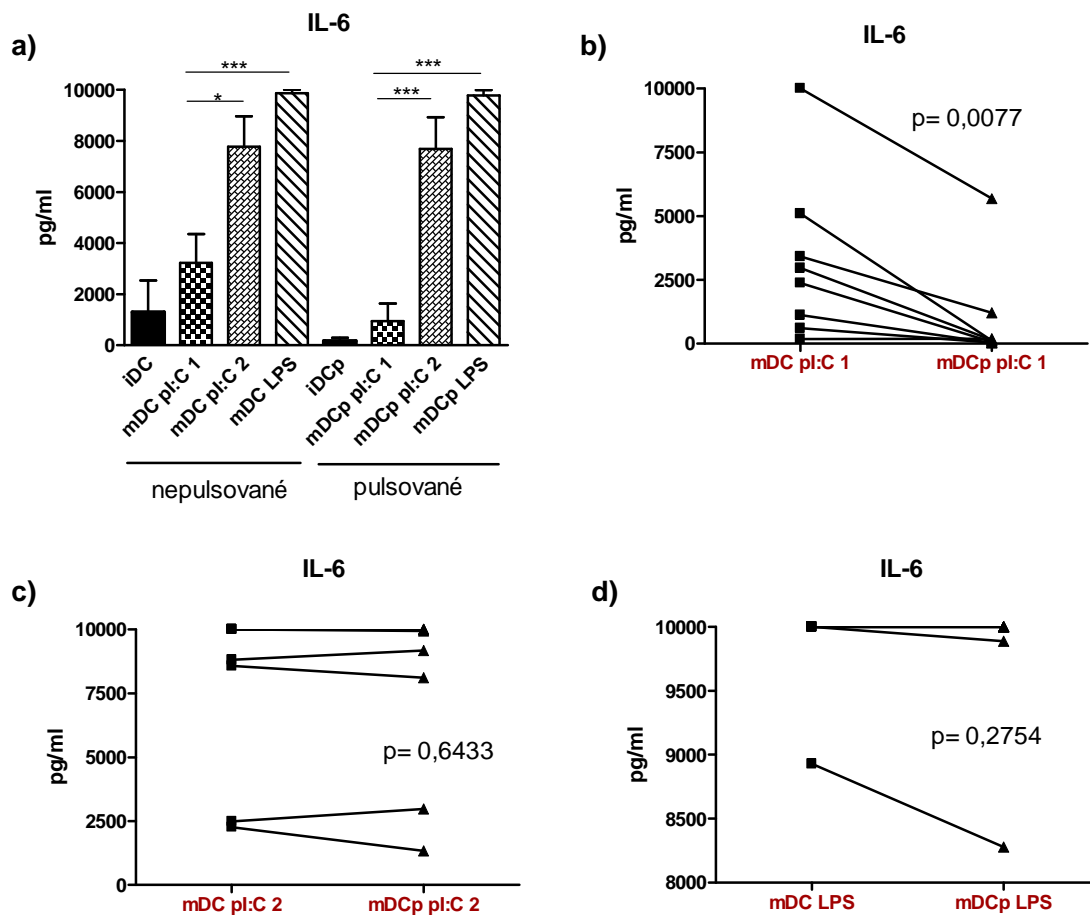 a)
IL-6
***
*
***
***
pg/ml
10000
8000
6000
4000
2000
0
iDC
mDC pI:C 1
mDC pI:C 2
mDC LPS
iDCp
mDCp pI:C 1
mDCp pI:C 2
mDCp LPS
nepulsované
pulsované
b)
IL-6
p= 0,0077
pg/ml
10000
7500
5000
2500
0
mDC pI:C 1
mDCp pI:C 1
c)
IL-6
p= 0,6433
pg/ml
10000
7500
5000
2500
0
mDC pI:C 2
mDCp pI:C 2
d)
IL-6
p= 0,2754
pg/ml
10000
9500
9000
8500
8000
mDC LPS
mDCp LPS